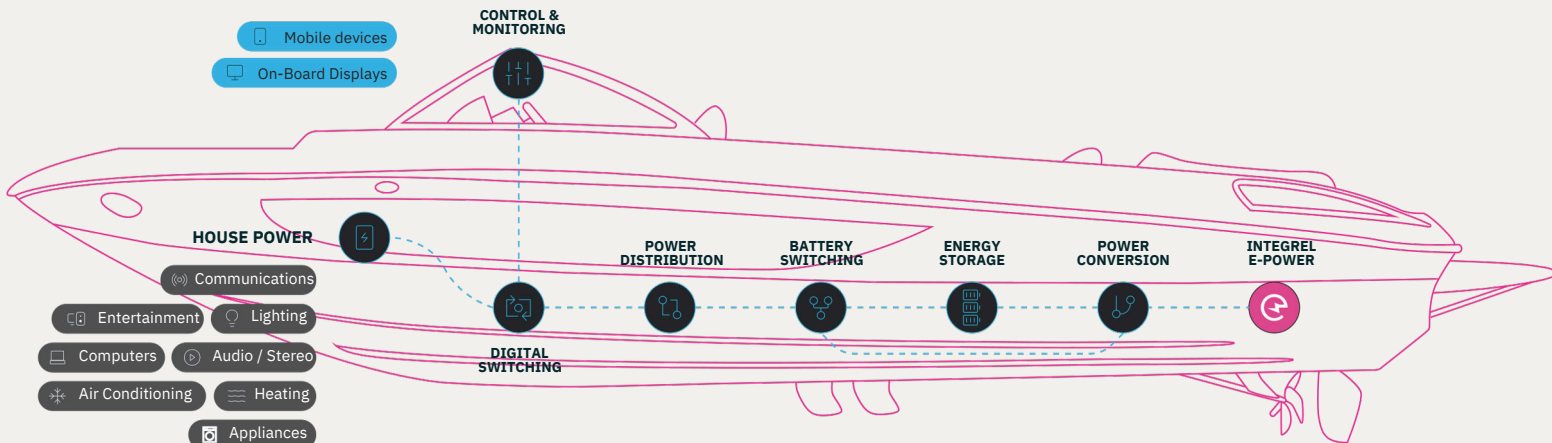 CONTROL &
MONITORING
Mobile devices
On-Board Displays
HOUSE POWER
Communications
Entertainment
Lighting
Computers
Audio / Stereo
Air Conditioning
Heating
Appliances
DIGITAL
SWITCHING
POWER
DISTRIBUTION
BATTERY
SWITCHING
ENERGY
STORAGE
POWER
CONVERSION
INTEGREL
E-POWER